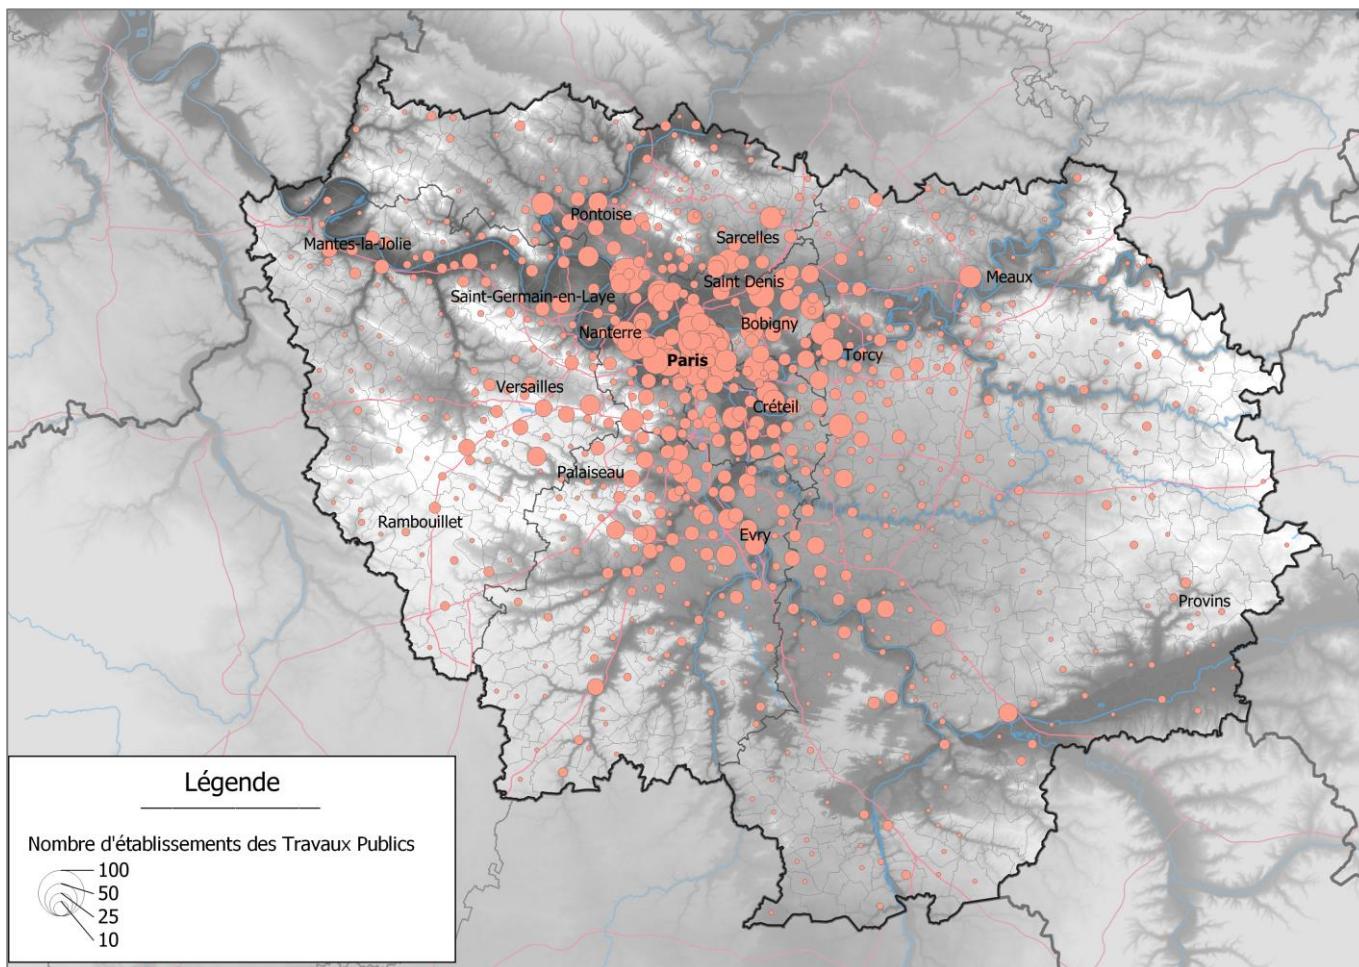 Pontoise
Sarcelles
Mantes-la-Jolie
Meaux
Saint Denis
Saint-Germain-en-Laye
Bobigny
Nanterre
Torcy
Paris
Versailles
Créteil
Palaiseau
Rambouillet
Evry
Provins
Légende
Nombre d'établissements des Travaux Publics
100
50
25
10